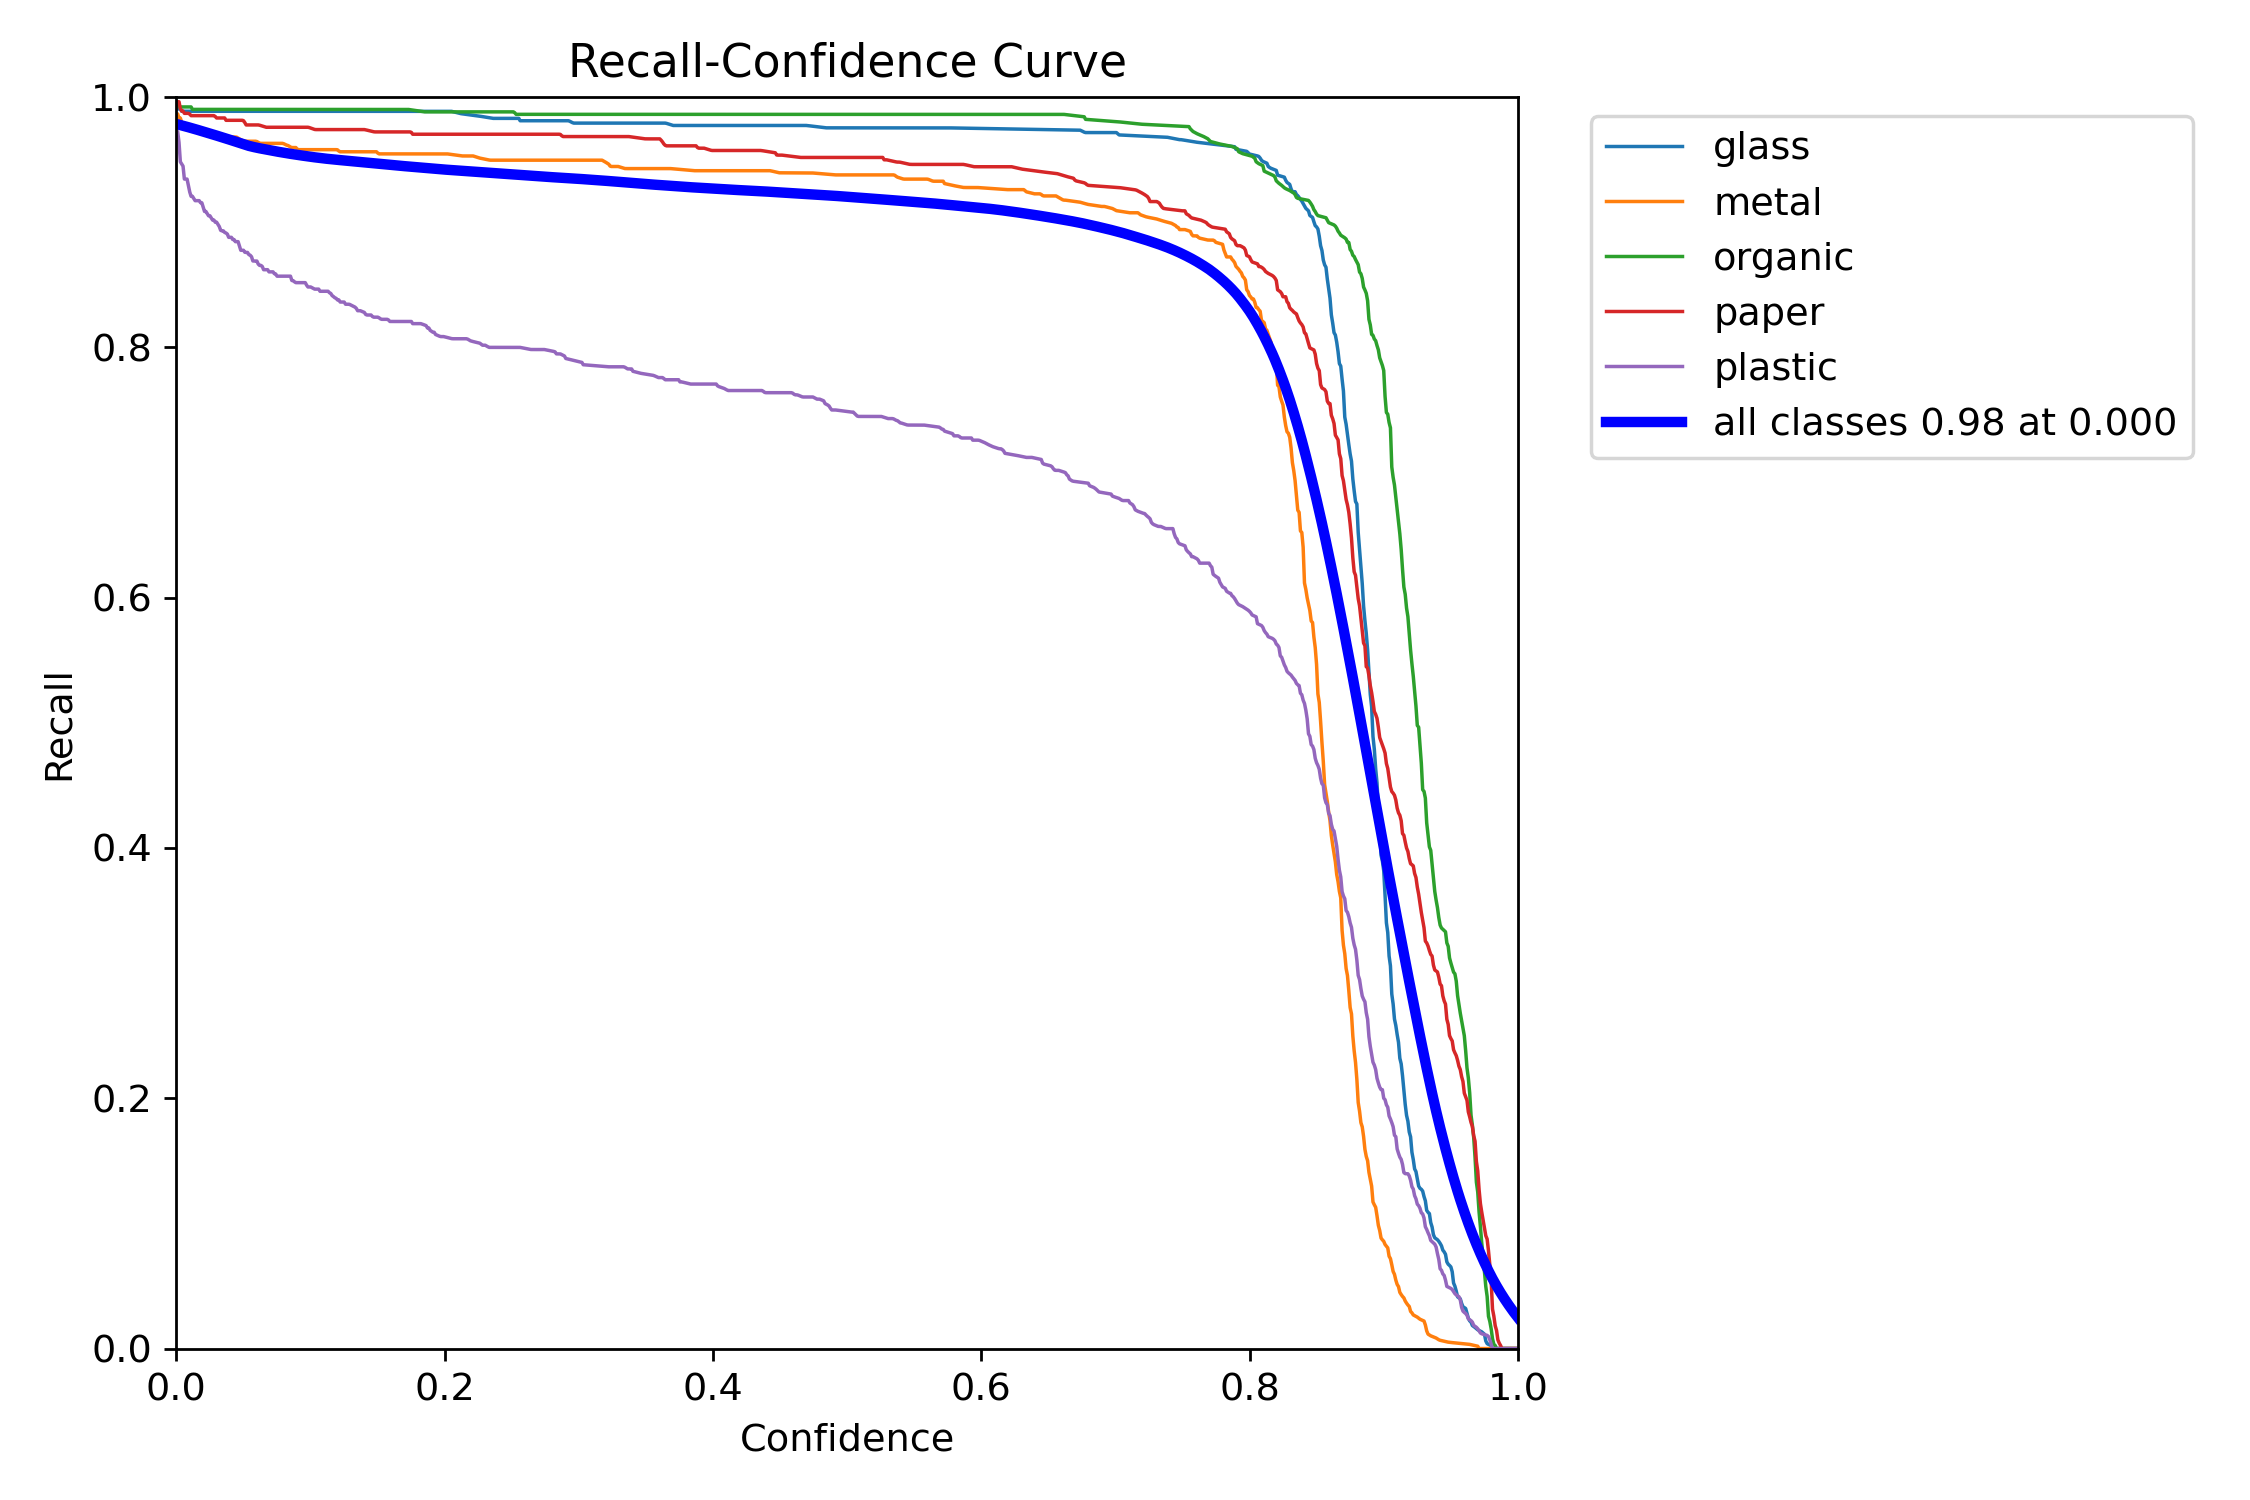 Recall-Confidence Curve
1.0
0.8
0.6
0.4
0.2
0.0
Recall
0.0 0.2 0.4 0.6 0.8 1.0
Confidence
glass
metal
organic
paper
plastic
all classes 0.98 at 0.000